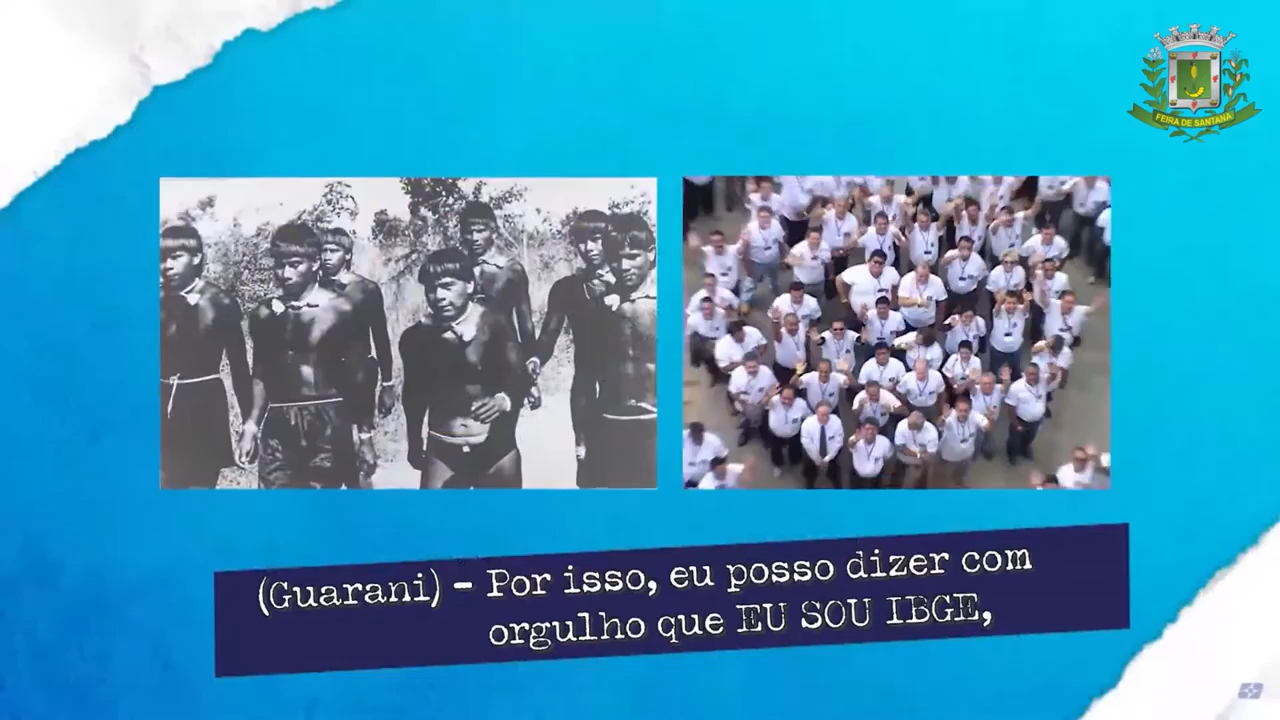 FEIRA DE SANTANA
(Guarani) - Por isso, eu posso dizer com
orgulho que EU SOU IBGE,